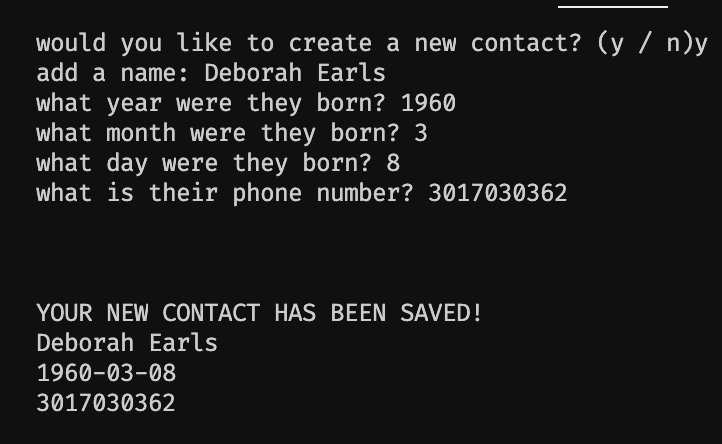 would you like to create a new contact? (y / n)y
add a name: Deborah Earls
what year were they born? 1960
what month were they born? 3
what day were they born? 8
what is their phone number? 3017030362
YOUR NEW CONTACT HAS BEEN SAVED!
Deborah Earls
1960-03-08
3017030362